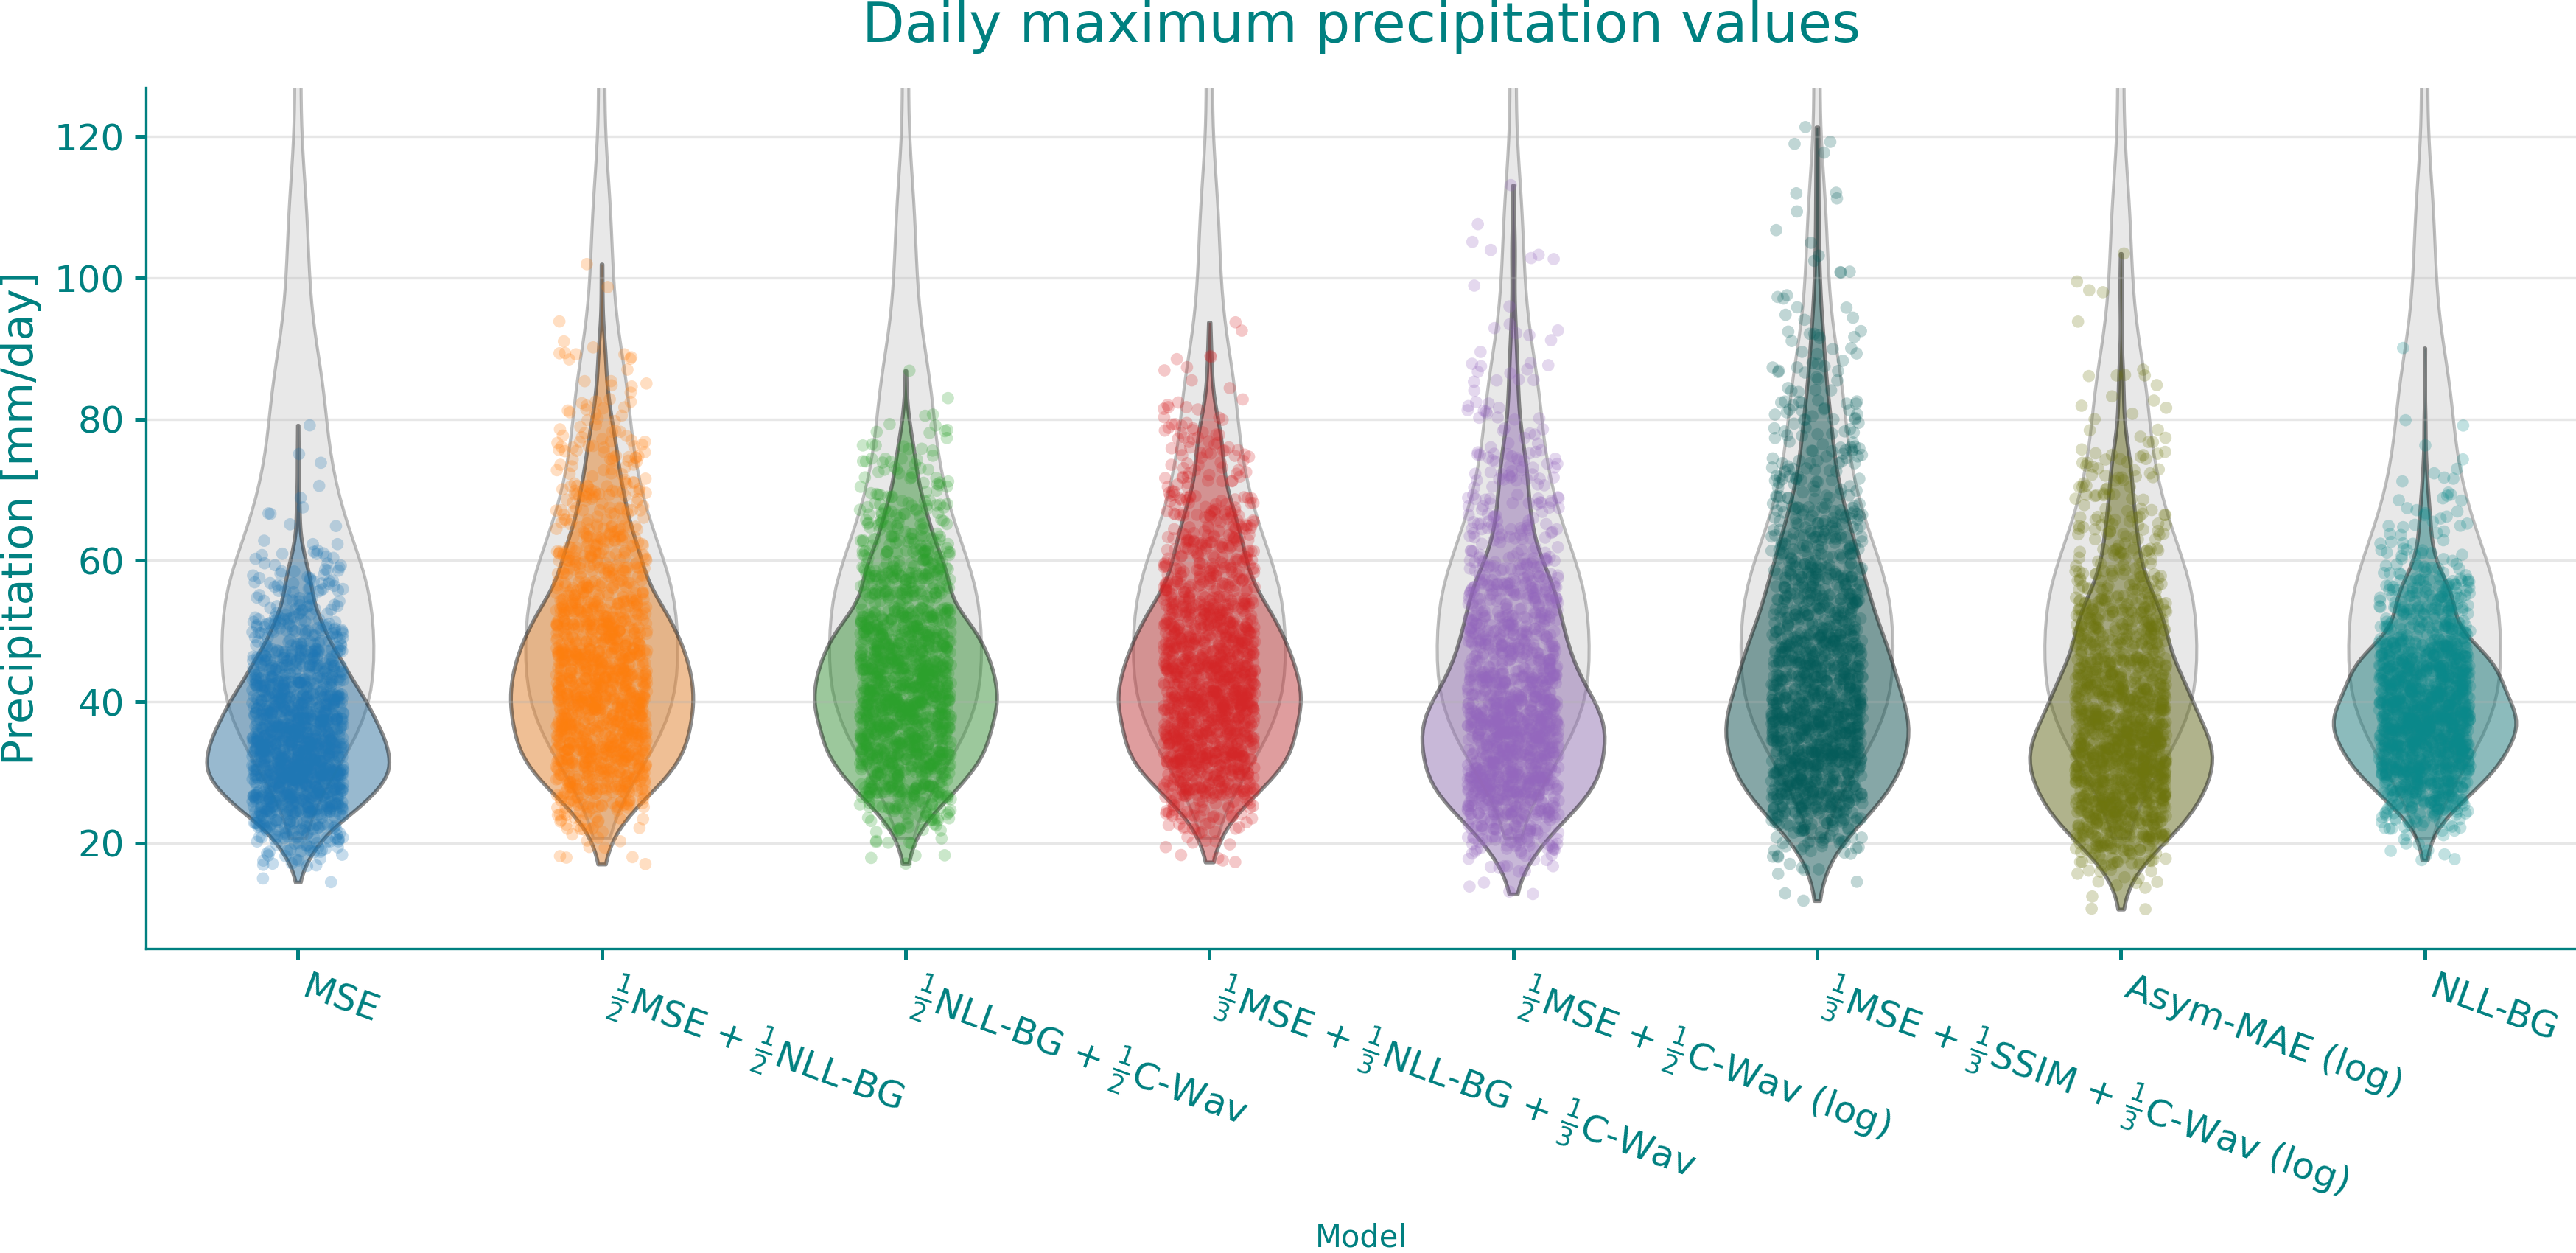 Daily maximum precipitation values
Precipitation [mm/day]
120
100
80
60
40
20
MSE
½MSE + ½NLL-BG
½NLL-BG + ½C-Wav
⅓MSE + ⅓NLL-BG + ⅓C-Wav
½MSE + ½C-Wav (log)
⅓MSE + ⅓SSIM + ⅓C-Wav (log)
Asym-MAE (log)
NLL-BG
Model